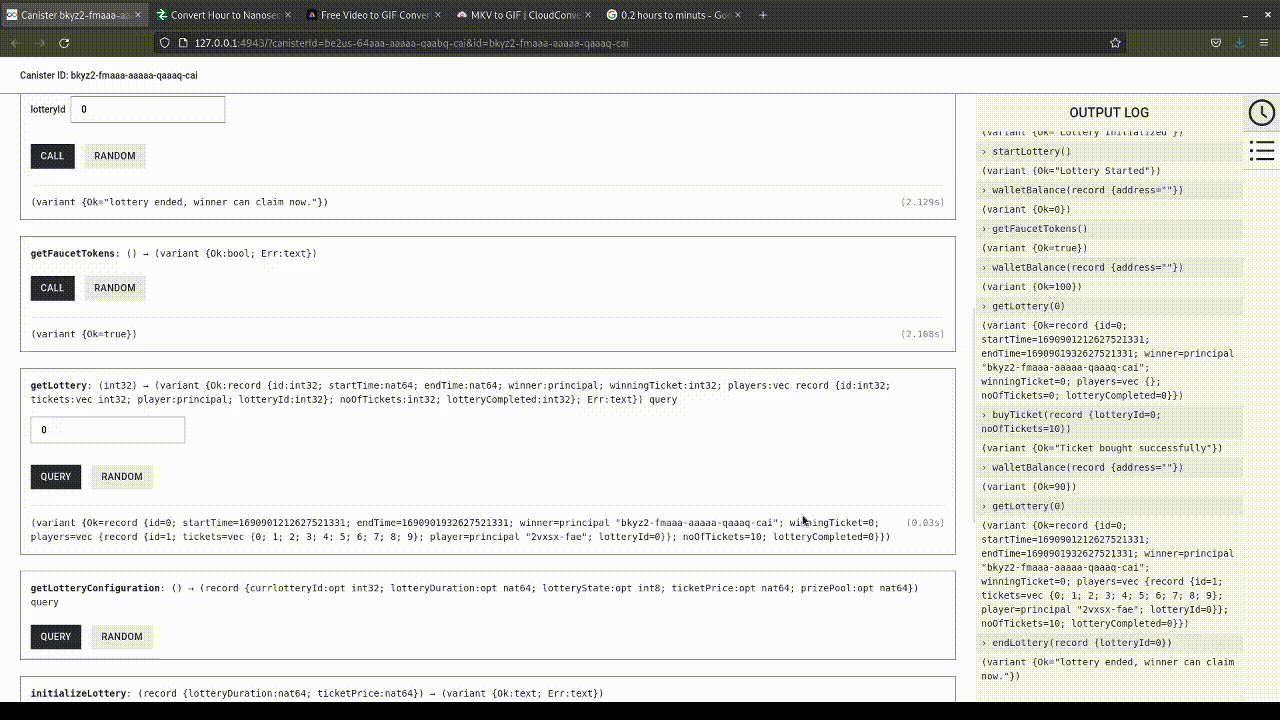 Canister bkyz2-fmaaa-aa
Convert Hour to Nanosec
Free Video to GIF Conver
MKV to GIF | CloudConve
0.2 hours to minuts - Goo
127.0.0.1:4943/?canisterId=be2us-64aaa-aaaaa-qaabq-cai&id=bkyz2-fmaaa-aaaaa-qaaaq-cai
Canister ID: bkyz2-fmaaa-aaaaa-qaaaq-cai
lotteryId 0
CALL RANDOM
(variant {Ok="lottery ended, winner can claim now."}) (2.129s)
getFaucetTokens: () → (variant {Ok:bool; Err:text})
CALL RANDOM
(variant {Ok=true}) (2.108s)
getLottery: (int32) → (variant {Ok:record {id:int32; startTime:nat64; endTime:nat64; winner:principal; winningTicket:int32; players:vec record {id:int32;
tickets:vec int32; player:principal; lotteryId:int32}; noOfTickets:int32; lotteryCompleted:int32}; Err:text}) query
0
QUERY RANDOM
(variant {Ok=record {id=0; startTime=1690901212627521331; endTime=1690901932627521331; winner=principal "bkyz2-fmaaa-aaaaa-qaaaq-cai"; winningTicket=0; (0.03s)
players=vec {record {id=1; tickets=vec {0; 1; 2; 3; 4; 5; 6; 7; 8; 9}; player=principal "2vxsx-fae"; lotteryId=0}}; noOfTickets=10; lotteryCompleted=0}})
getLotteryConfiguration: () → (record {currlotteryId:opt int32; lotteryDuration:opt nat64; lotteryState:opt int8; ticketPrice:opt nat64; prizePool:opt nat64})
query
QUERY RANDOM
initializeLottery: (record {lotteryDuration:nat64; ticketPrice:nat64}) → (variant {Ok:text; Err:text})
OUTPUT LOG
(variant {Ok="Lottery Initialized"})
› startLottery()
(variant {Ok="Lottery Started"})
› walletBalance(record {address=""})
(variant {Ok=0})
› getFaucetTokens()
(variant {Ok=true})
› walletBalance(record {address=""})
(variant {Ok=100})
› getLottery(0)
(variant {Ok=record {id=0;
startTime=1690901212627521331;
endTime=1690901932627521331; winner=principal
"bkyz2-fmaaa-aaaaa-qaaaq-cai";
winningTicket=0; players=vec {};
noOfTickets=0; lotteryCompleted=0}})
› buyTicket(record {lotteryId=0;
noOfTickets=10})
(variant {Ok="Ticket bought successfully"})
› walletBalance(record {address=""})
(variant {Ok=90})
› getLottery(0)
(variant {Ok=record {id=0;
startTime=1690901212627521331;
endTime=1690901932627521331; winner=principal
"bkyz2-fmaaa-aaaaa-qaaaq-cai";
winningTicket=0; players=vec {record {id=1;
tickets=vec {0; 1; 2; 3; 4; 5; 6; 7; 8; 9};
player=principal "2vxsx-fae"; lotteryId=0}};
noOfTickets=10; lotteryCompleted=0}})
› endLottery(record {lotteryId=0})
(variant {Ok="lottery ended, winner can claim
now."})